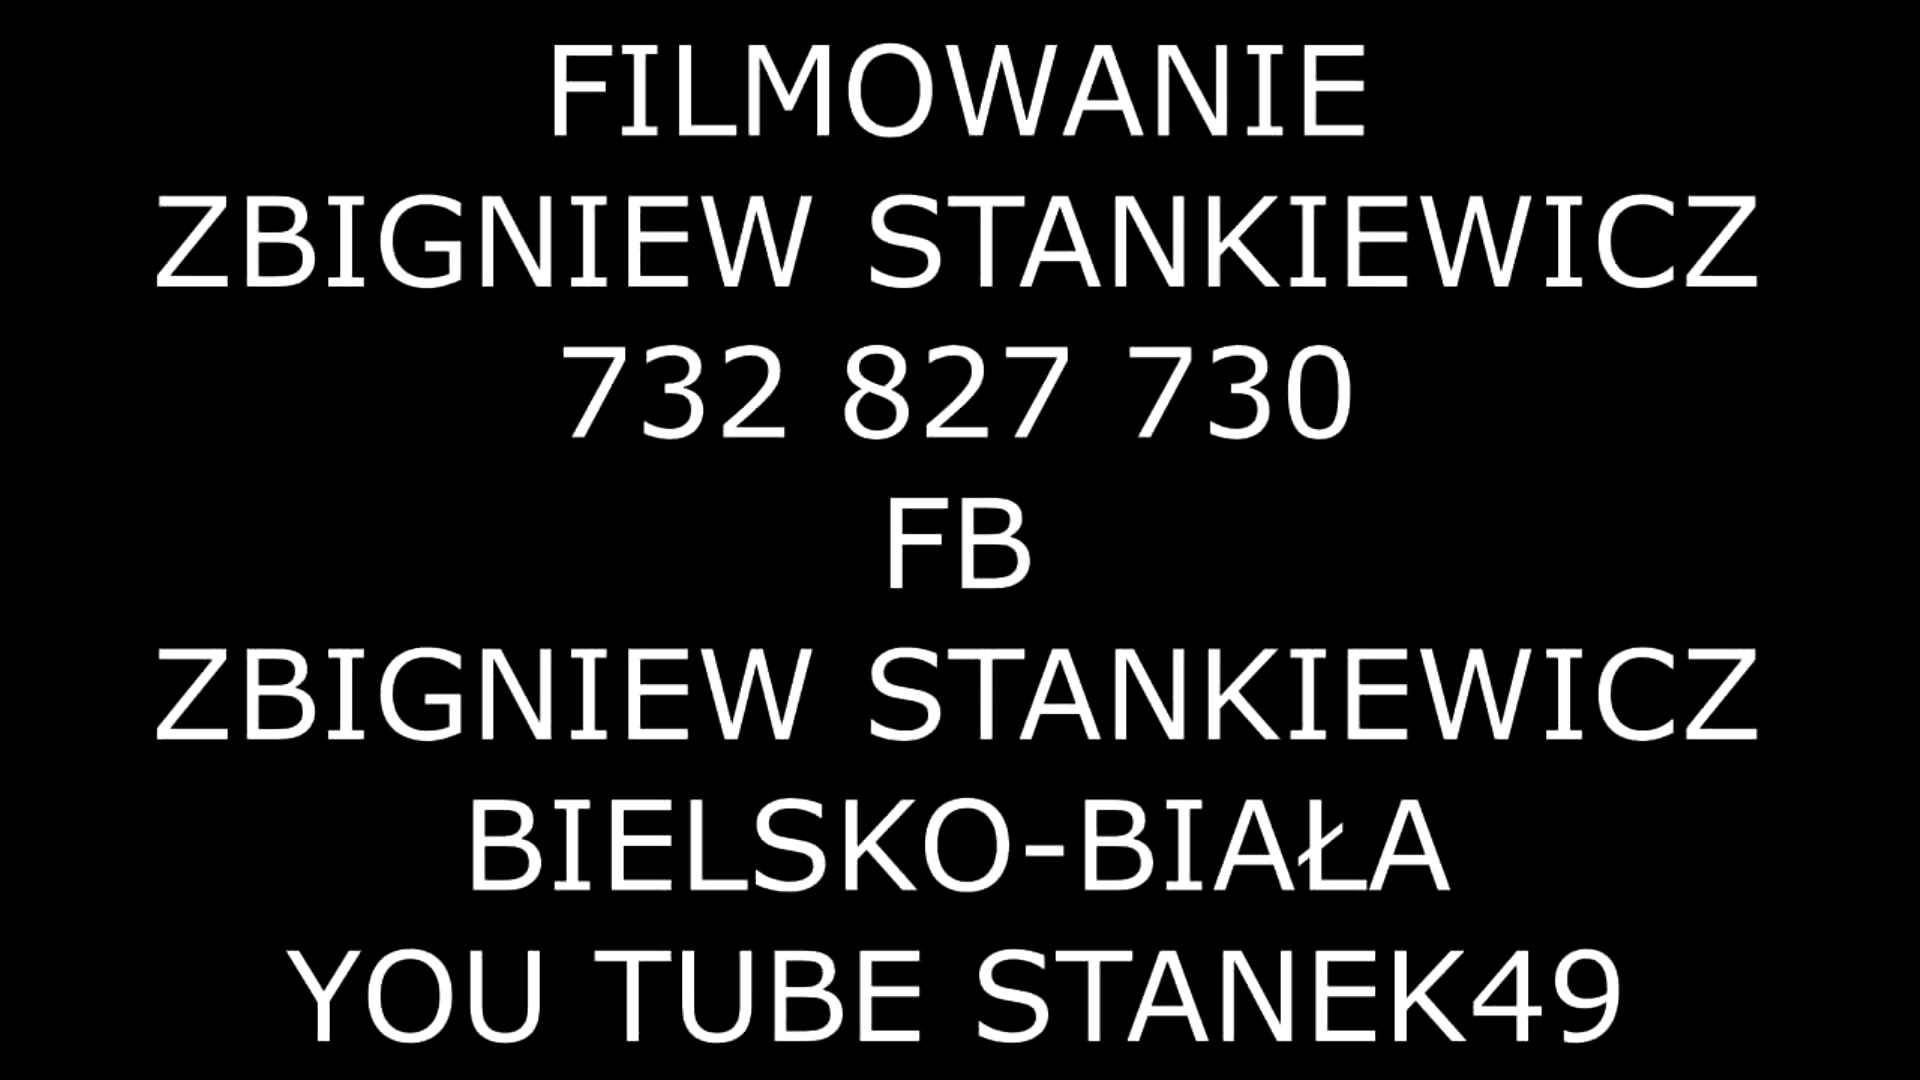 FILMOWANIE
ZBIGNIEW STANKIEWICZ
732 827 730
FB
ZBIGNIEW STANKIEWICZ
BIELSKO-BIAŁA
YOU TUBE STANEK49